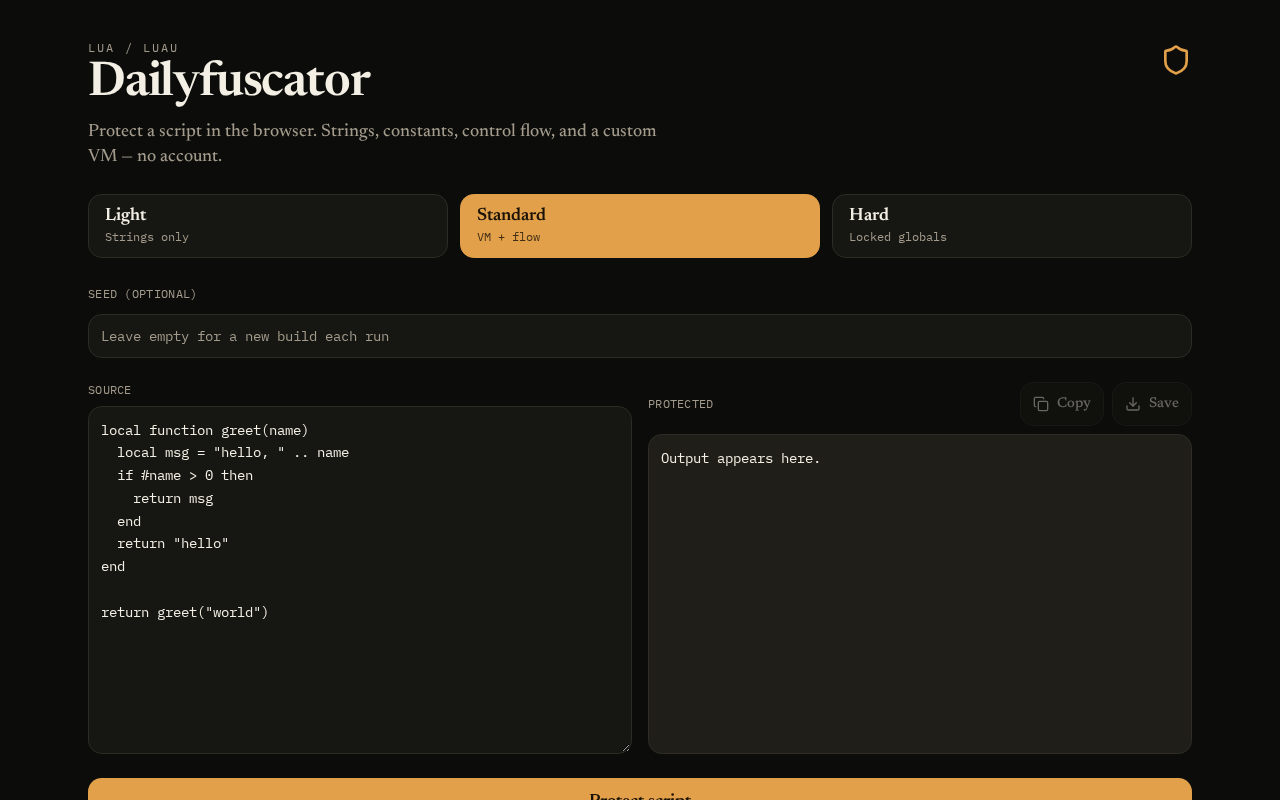 LUA / LUAU
Dailyfuscator
Protect a script in the browser. Strings, constants, control flow, and a custom
VM — no account.
Light
Strings only
Standard
VM + flow
Hard
Locked globals
SEED (OPTIONAL)
Leave empty for a new build each run
SOURCE
local function greet(name)
  local msg = "hello, " .. name
  if #name > 0 then
    return msg
  end
  return "hello"
end

return greet("world")
PROTECTED
Copy
Save
Output appears here.
Protect script